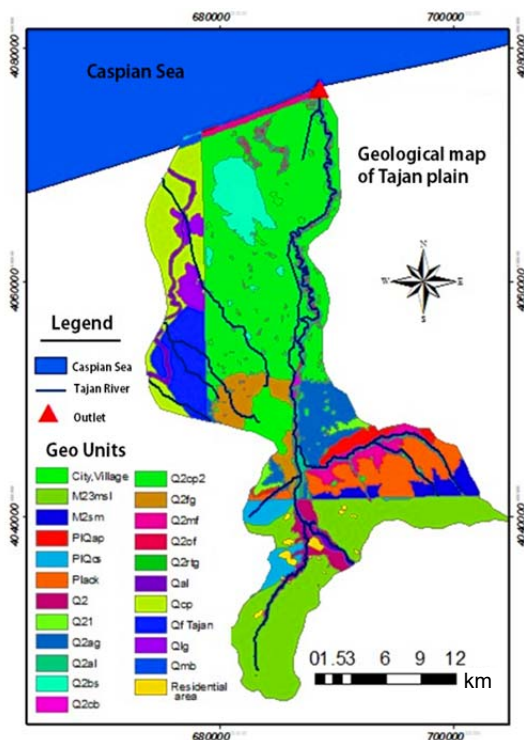 680000 700000
4080000 4080000
Caspian Sea
Geological map
of Tajan plain
4060000 4060000
N
W E
S
Legend
Caspian Sea
Tajan River
Outlet
Geo Units
City,Village
M23msl
M2sm
PlQap
PlQcs
Plack
Q2
Q21
Q2ag
Q2al
Q2bs
Q2cb
Q2cp2
Q2fg
Q2mf
Q2of
Q2rlg
Qal
Qcp
Qf Tajan
Qlg
Qmb
Residential
area
4040000 4040000
01.53 6 9 12
km
680000 700000